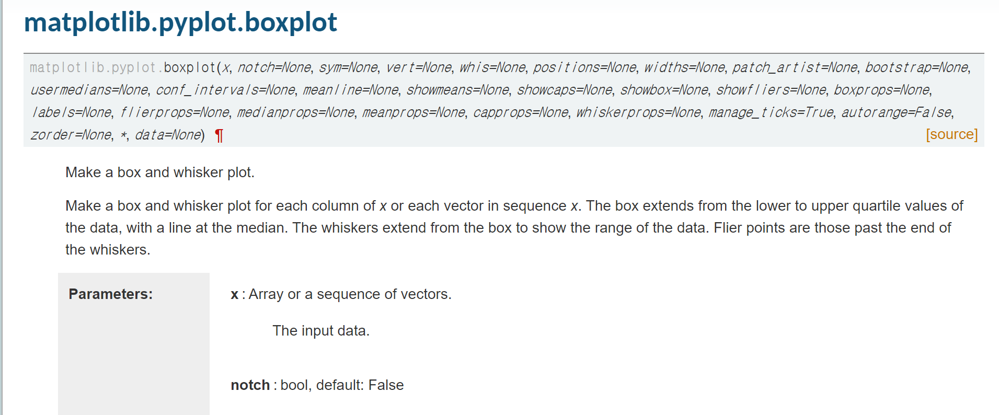 matplotlib.pyplot.boxplot
matplotlib.pyplot.boxplot(x, notch=None, sym=None, vert=None, whis=None, positions=None, widths=None, patch_artist=None, bootstrap=None,
usermedians=None, conf_intervals=None, meanline=None, showmeans=None, showcaps=None, showbox=None, showfliers=None, boxprops=None,
labels=None, flierprops=None, medianprops=None, meanprops=None, capprops=None, whiskerprops=None, manage_ticks=True, autorange=False,
zorder=None, *, data=None) ¶ [source]
Make a box and whisker plot.
Make a box and whisker plot for each column of x or each vector in sequence x. The box extends from the lower to upper quartile values of
the data, with a line at the median. The whiskers extend from the box to show the range of the data. Flier points are those past the end of
the whiskers.
Parameters: x : Array or a sequence of vectors.
The input data.
notch : bool, default: False